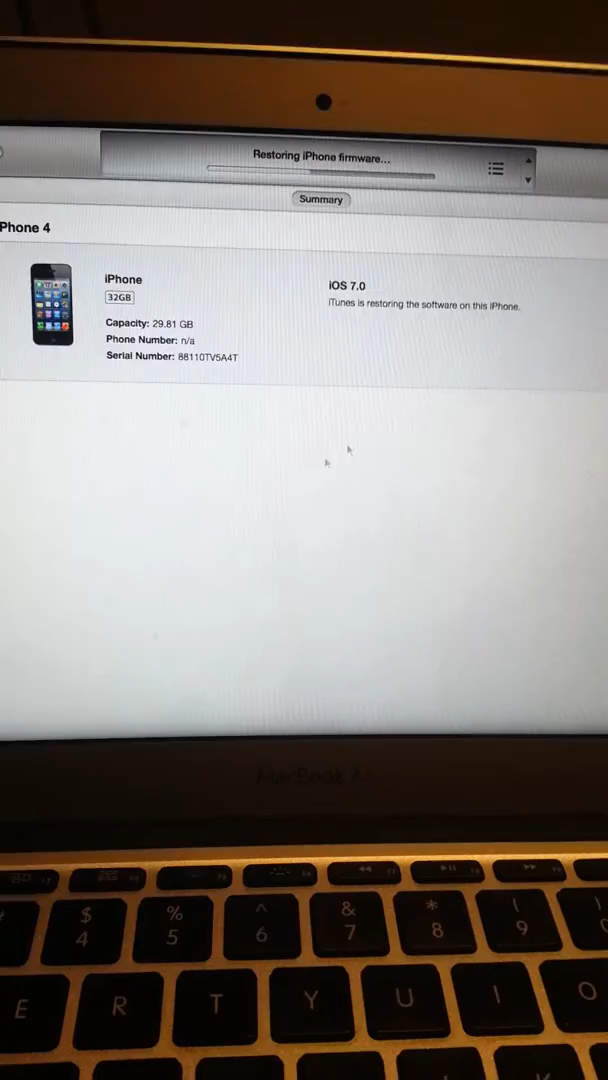 Restoring iPhone firmware...
Summary
Phone 4
iPhone
32GB
Capacity: 29.81 GB
Phone Number: n/a
Serial Number: 88110TV5A4T
iOS 7.0
iTunes is restoring the software on this iPhone.
MacBook
$ % ^ & * ( )
4 5 6 7 8 9
E R T Y U I O